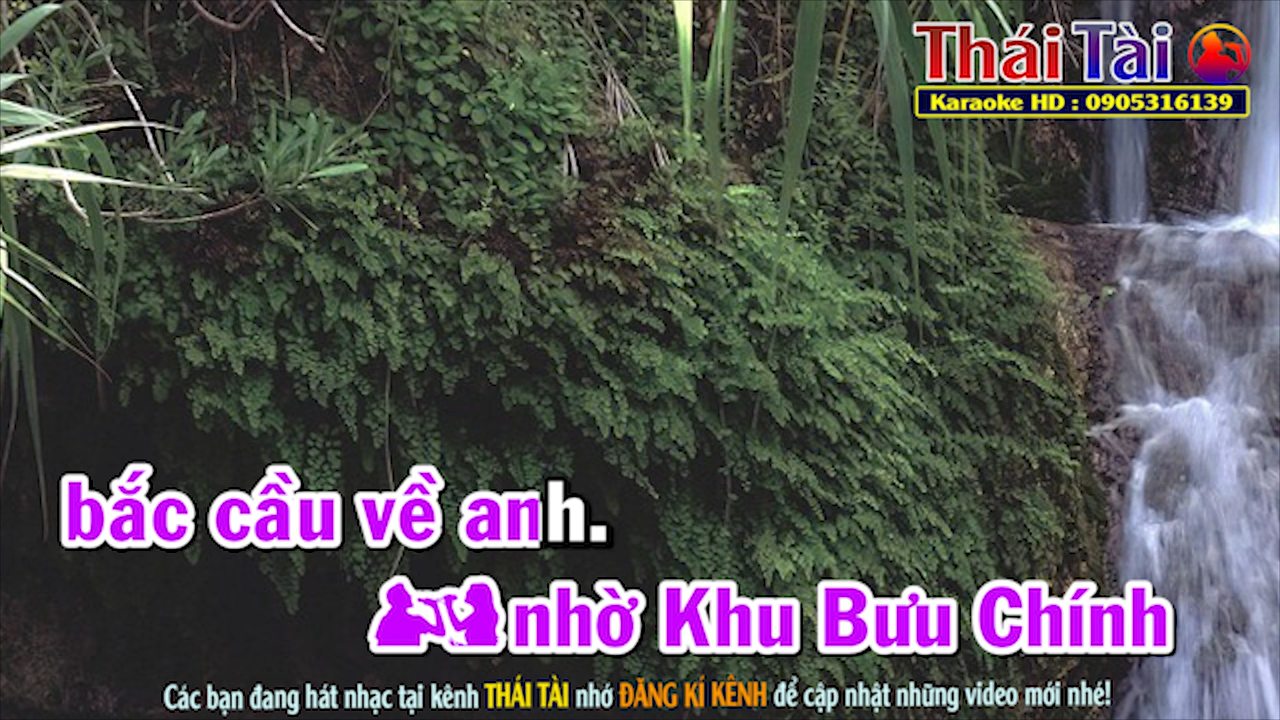 Thái Tài
Karaoke HD : 0905316139
bắc cầu về anh.
nhờ Khu Bưu Chính
Các bạn đang hát nhạc tại kênh THÁI TÀI nhớ ĐĂNG KÍ KÊNH để cập nhật những video mới nhé!